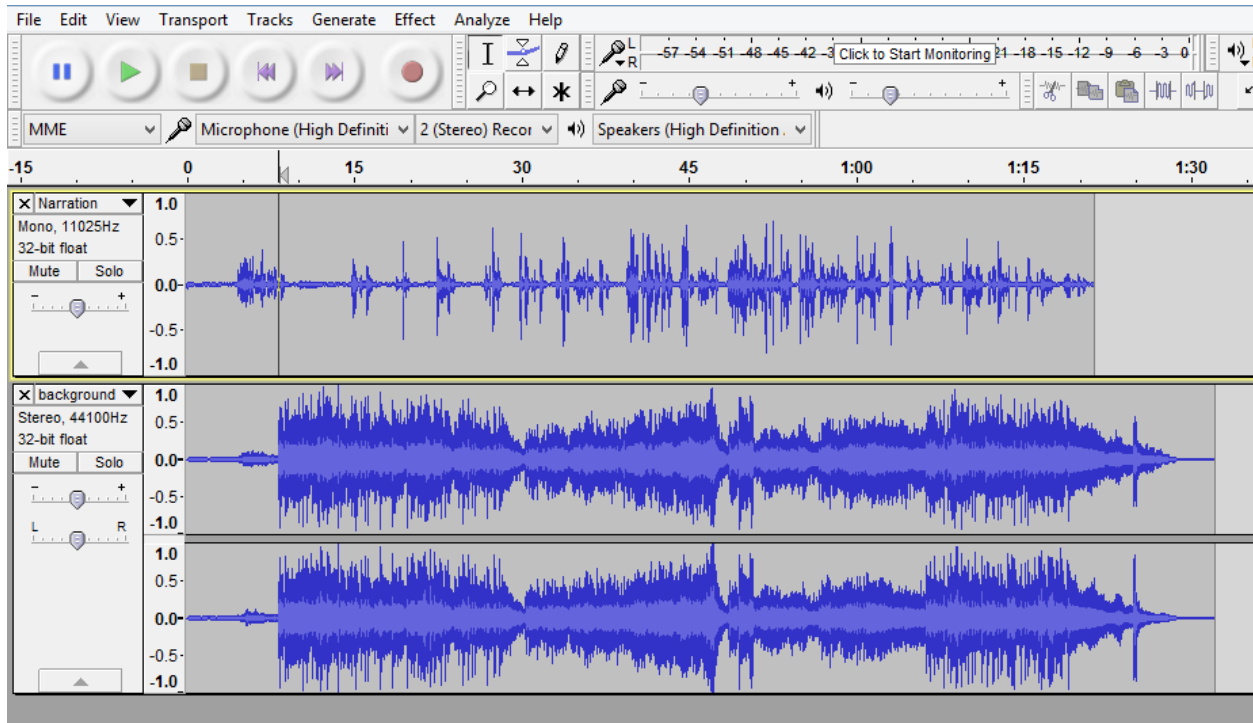 File Edit View Transport Tracks Generate Effect Analyze Help
L
R
-57 -54 -51 -48 -45 -42 -3 Click to Start Monitoring 21 -18 -15 -12 -9 -6 -3 0
- + - +
MME Microphone (High Definiti 2 (Stereo) Recor Speakers (High Definition .
-15 0 15 30 45 1:00 1:15 1:30
X Narration 1.0
Mono, 11025Hz
32-bit float 0.5
Mute Solo
0.0
- +
-0.5
-1.0
X background 1.0
Stereo, 44100Hz 0.5
32-bit float
Mute Solo 0.0
- +
-0.5
L R
-1.0
1.0
0.5
0.0
-0.5
-1.0